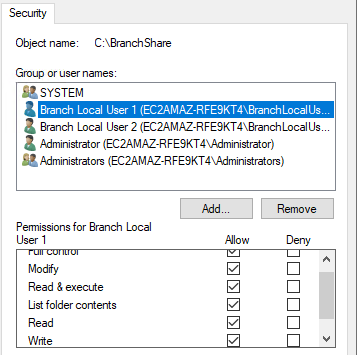 Security
Object name: C:\BranchShare
Group or user names:
SYSTEM
Branch Local User 1 (EC2AMAZ-RFE9KT4\BranchLocalUs...
Branch Local User 2 (EC2AMAZ-RFE9KT4\BranchLocalUs...
Administrator (EC2AMAZ-RFE9KT4\Administrator)
Administrators (EC2AMAZ-RFE9KT4\Administrators)
Add... Remove
Permissions for Branch Local
User 1 Allow Deny
Full control
Modify
Read & execute
List folder contents
Read
Write